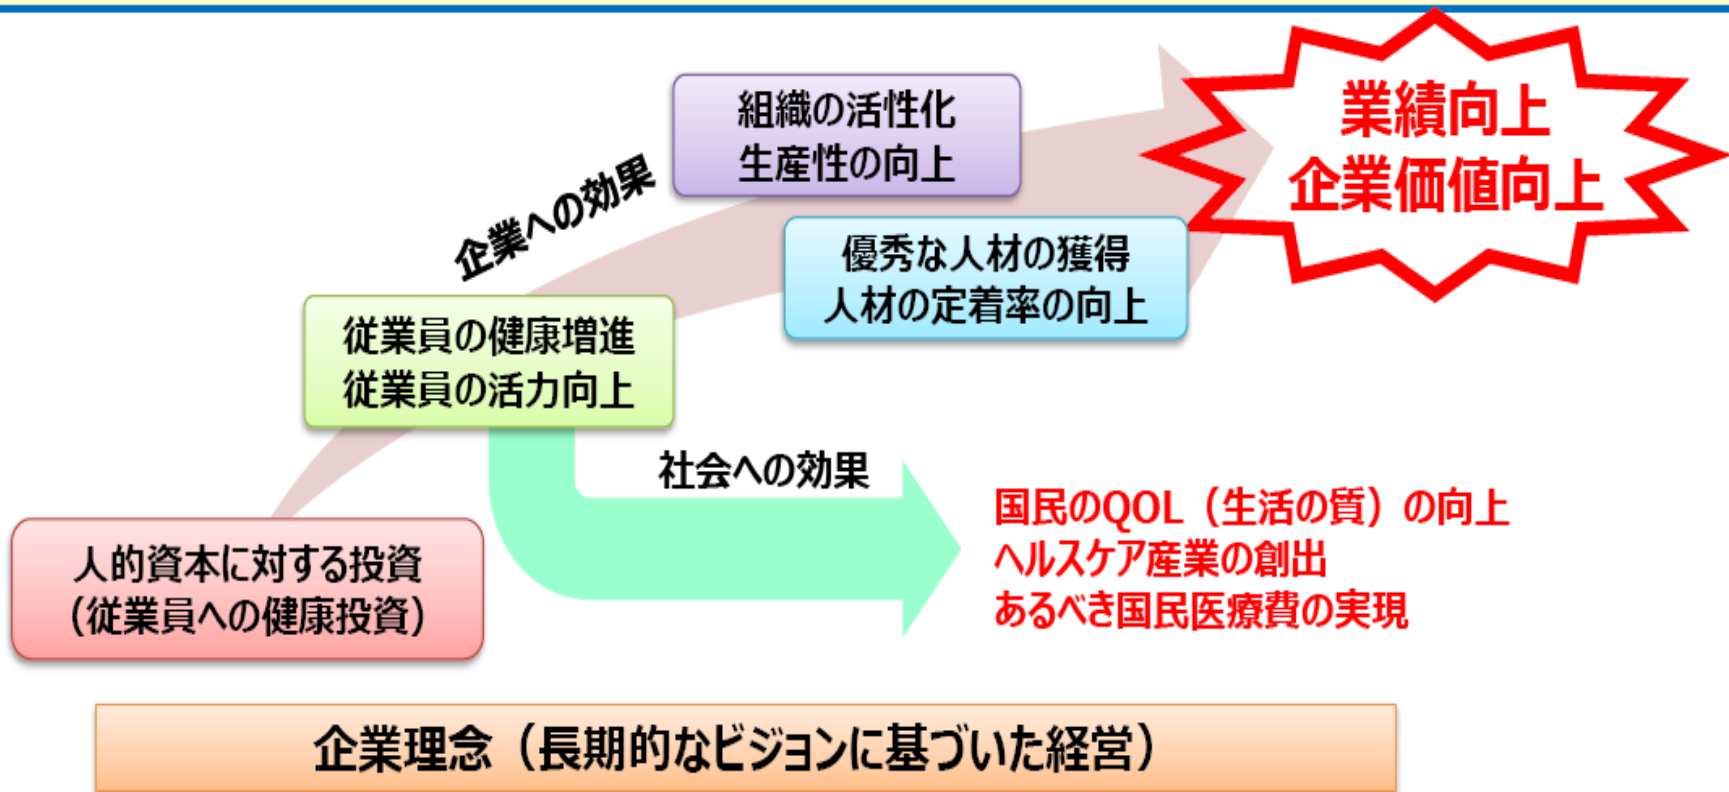 業績向上
企業価値向上
組織の活性化
生産性の向上
企業への効果
優秀な人材の獲得
人材の定着率の向上
従業員の健康増進
従業員の活力向上
社会への効果
国民のQOL（生活の質）の向上
ヘルスケア産業の創出
あるべき国民医療費の実現
人的資本に対する投資
（従業員への健康投資）
企業理念（長期的なビジョンに基づいた経営）